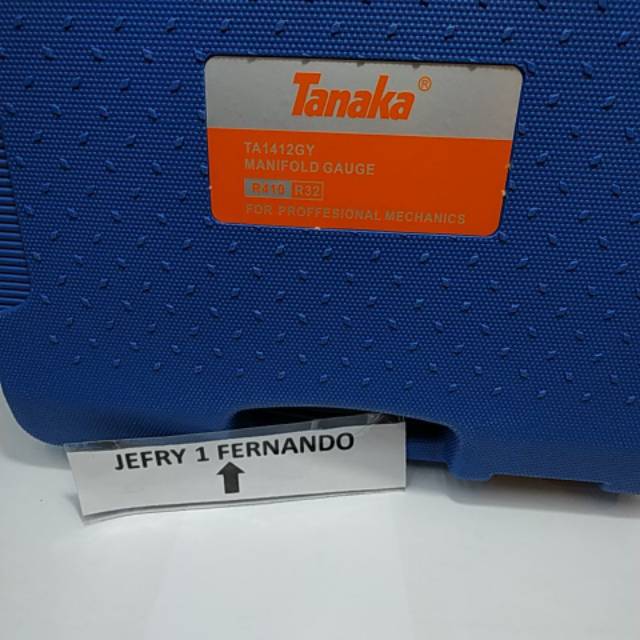 Tanaka®
TA1412GY
MANIFOLD GAUGE
R410 R32
FOR PROFFESIONAL MECHANICS
JEFRY 1 FERNANDO